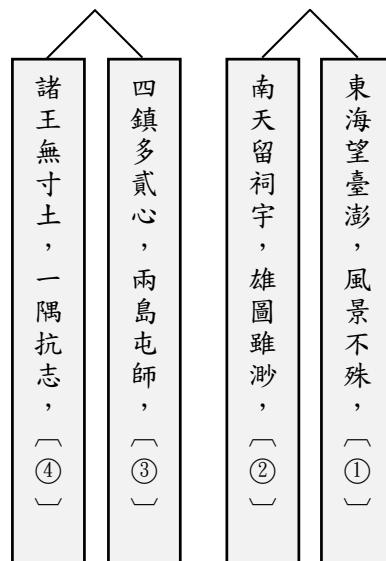 東海望臺澎，風景不殊，〔 ① 〕
南天留祠宇，雄圖雖渺，〔 ② 〕
四鎮多貳心，兩島屯師，〔 ③ 〕
諸王無寸土，一隅抗志，〔 ④ 〕